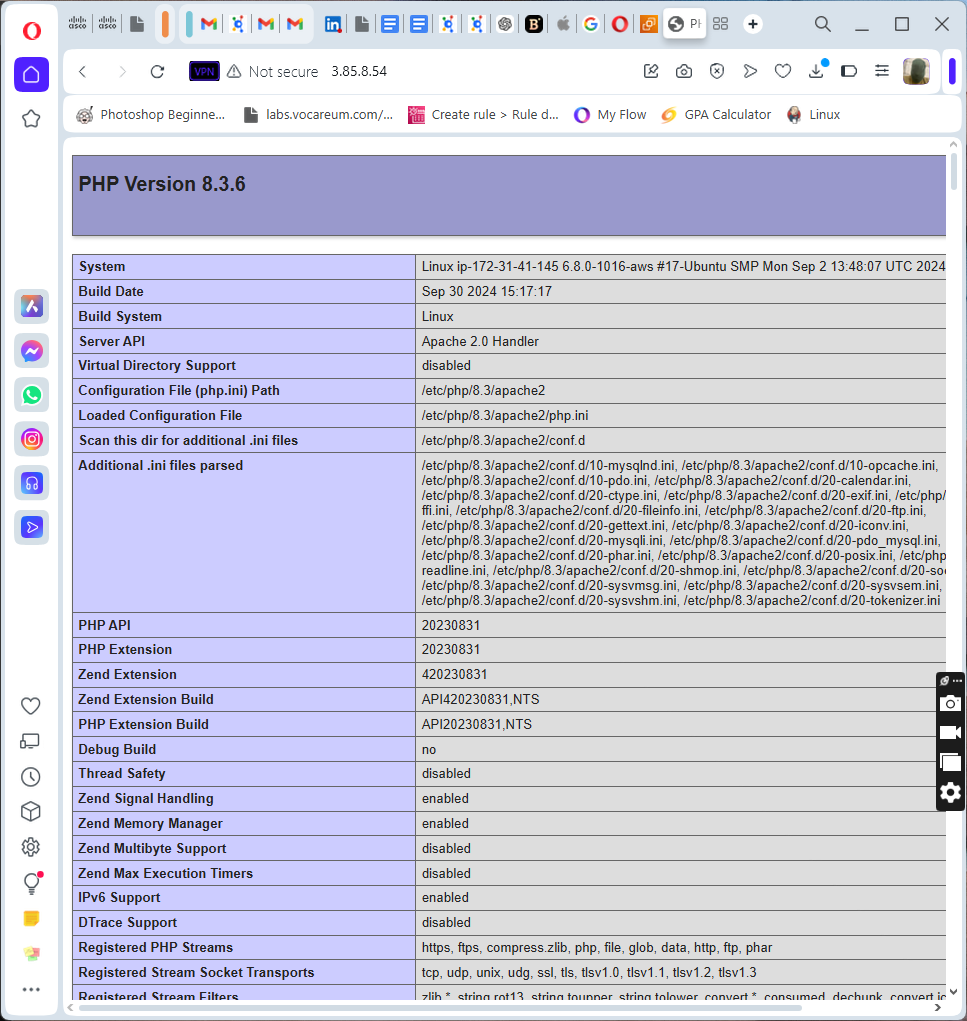 cisco cisco
VPN Not secure 3.85.8.54
Photoshop Beginne... labs.vocareum.com/... Create rule > Rule d... My Flow GPA Calculator Linux
PHP Version 8.3.6
System Linux ip-172-31-41-145 6.8.0-1016-aws #17-Ubuntu SMP Mon Sep 2 13:48:07 UTC 2024
Build Date Sep 30 2024 15:17:17
Build System Linux
Server API Apache 2.0 Handler
Virtual Directory Support disabled
Configuration File (php.ini) Path /etc/php/8.3/apache2
Loaded Configuration File /etc/php/8.3/apache2/php.ini
Scan this dir for additional .ini files /etc/php/8.3/apache2/conf.d
Additional .ini files parsed /etc/php/8.3/apache2/conf.d/10-mysqlnd.ini, /etc/php/8.3/apache2/conf.d/10-opcache.ini,
/etc/php/8.3/apache2/conf.d/10-pdo.ini, /etc/php/8.3/apache2/conf.d/20-calendar.ini,
/etc/php/8.3/apache2/conf.d/20-ctype.ini, /etc/php/8.3/apache2/conf.d/20-exif.ini, /etc/php/
ffi.ini, /etc/php/8.3/apache2/conf.d/20-fileinfo.ini, /etc/php/8.3/apache2/conf.d/20-ftp.ini,
/etc/php/8.3/apache2/conf.d/20-gettext.ini, /etc/php/8.3/apache2/conf.d/20-iconv.ini,
/etc/php/8.3/apache2/conf.d/20-mysqli.ini, /etc/php/8.3/apache2/conf.d/20-pdo_mysql.ini,
/etc/php/8.3/apache2/conf.d/20-phar.ini, /etc/php/8.3/apache2/conf.d/20-posix.ini, /etc/php
readline.ini, /etc/php/8.3/apache2/conf.d/20-shmop.ini, /etc/php/8.3/apache2/conf.d/20-so
/etc/php/8.3/apache2/conf.d/20-sysvmsg.ini, /etc/php/8.3/apache2/conf.d/20-sysvsem.ini,
/etc/php/8.3/apache2/conf.d/20-sysvshm.ini, /etc/php/8.3/apache2/conf.d/20-tokenizer.ini
PHP API 20230831
PHP Extension 20230831
Zend Extension 420230831
Zend Extension Build API420230831,NTS
PHP Extension Build API20230831,NTS
Debug Build no
Thread Safety disabled
Zend Signal Handling enabled
Zend Memory Manager enabled
Zend Multibyte Support disabled
Zend Max Execution Timers disabled
IPv6 Support enabled
DTrace Support disabled
Registered PHP Streams https, ftps, compress.zlib, php, file, glob, data, http, ftp, phar
Registered Stream Socket Transports tcp, udp, unix, udg, ssl, tls, tlsv1.0, tlsv1.1, tlsv1.2, tlsv1.3
Registered Stream Filters zlib.*, string.rot13, string.toupper, string.tolower, convert.*, consumed, dechunk, convert.ic